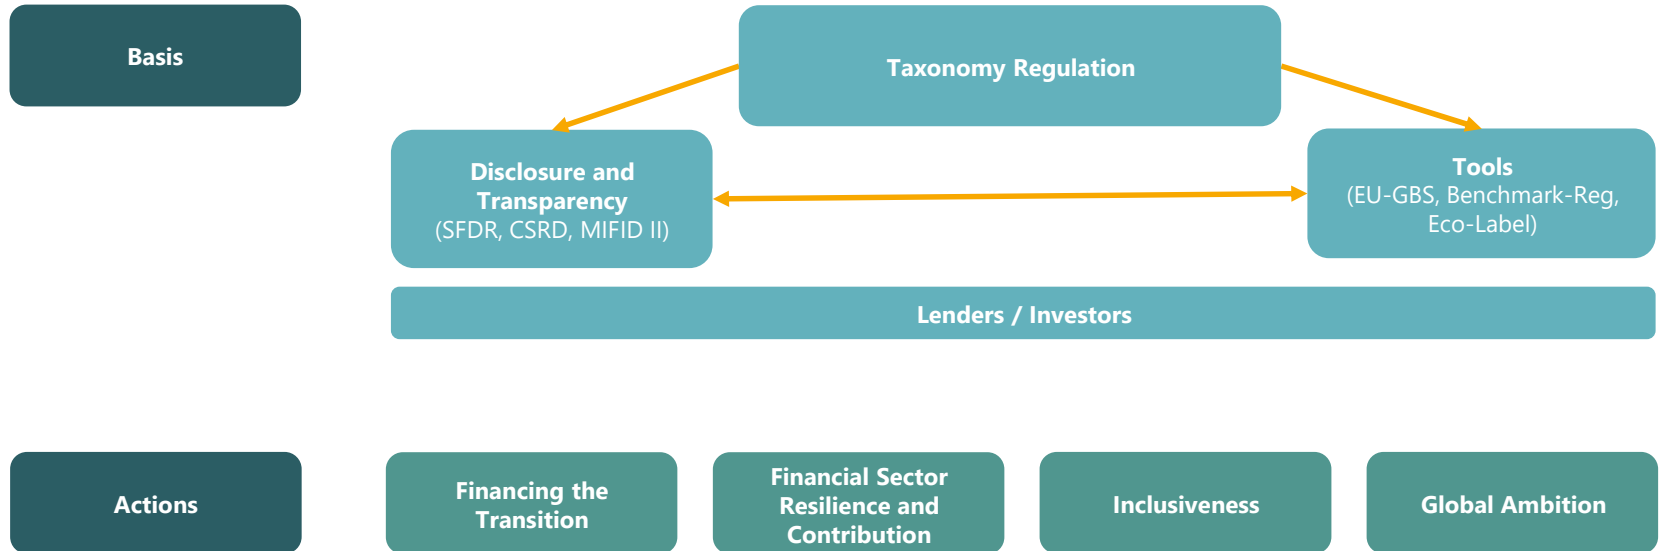 Basis
Taxonomy Regulation
Disclosure and
Transparency
(SFDR, CSRD, MIFID II)
Tools
(EU-GBS, Benchmark-Reg,
Eco-Label)
Lenders / Investors
Actions
Financing the
Transition
Financial Sector
Resilience and
Contribution
Inclusiveness
Global Ambition